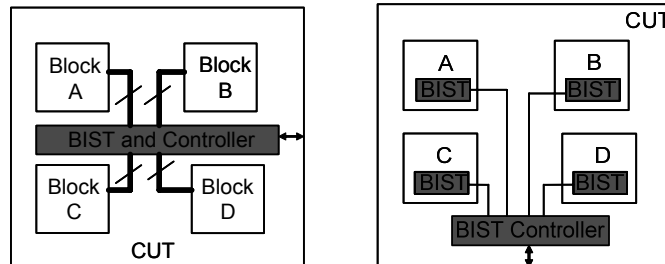 Block
A
Block
B
BIST and Controller
Block
C
Block
D
CUT
CUT
A
BIST
B
BIST
C
BIST
D
BIST
BIST Controller